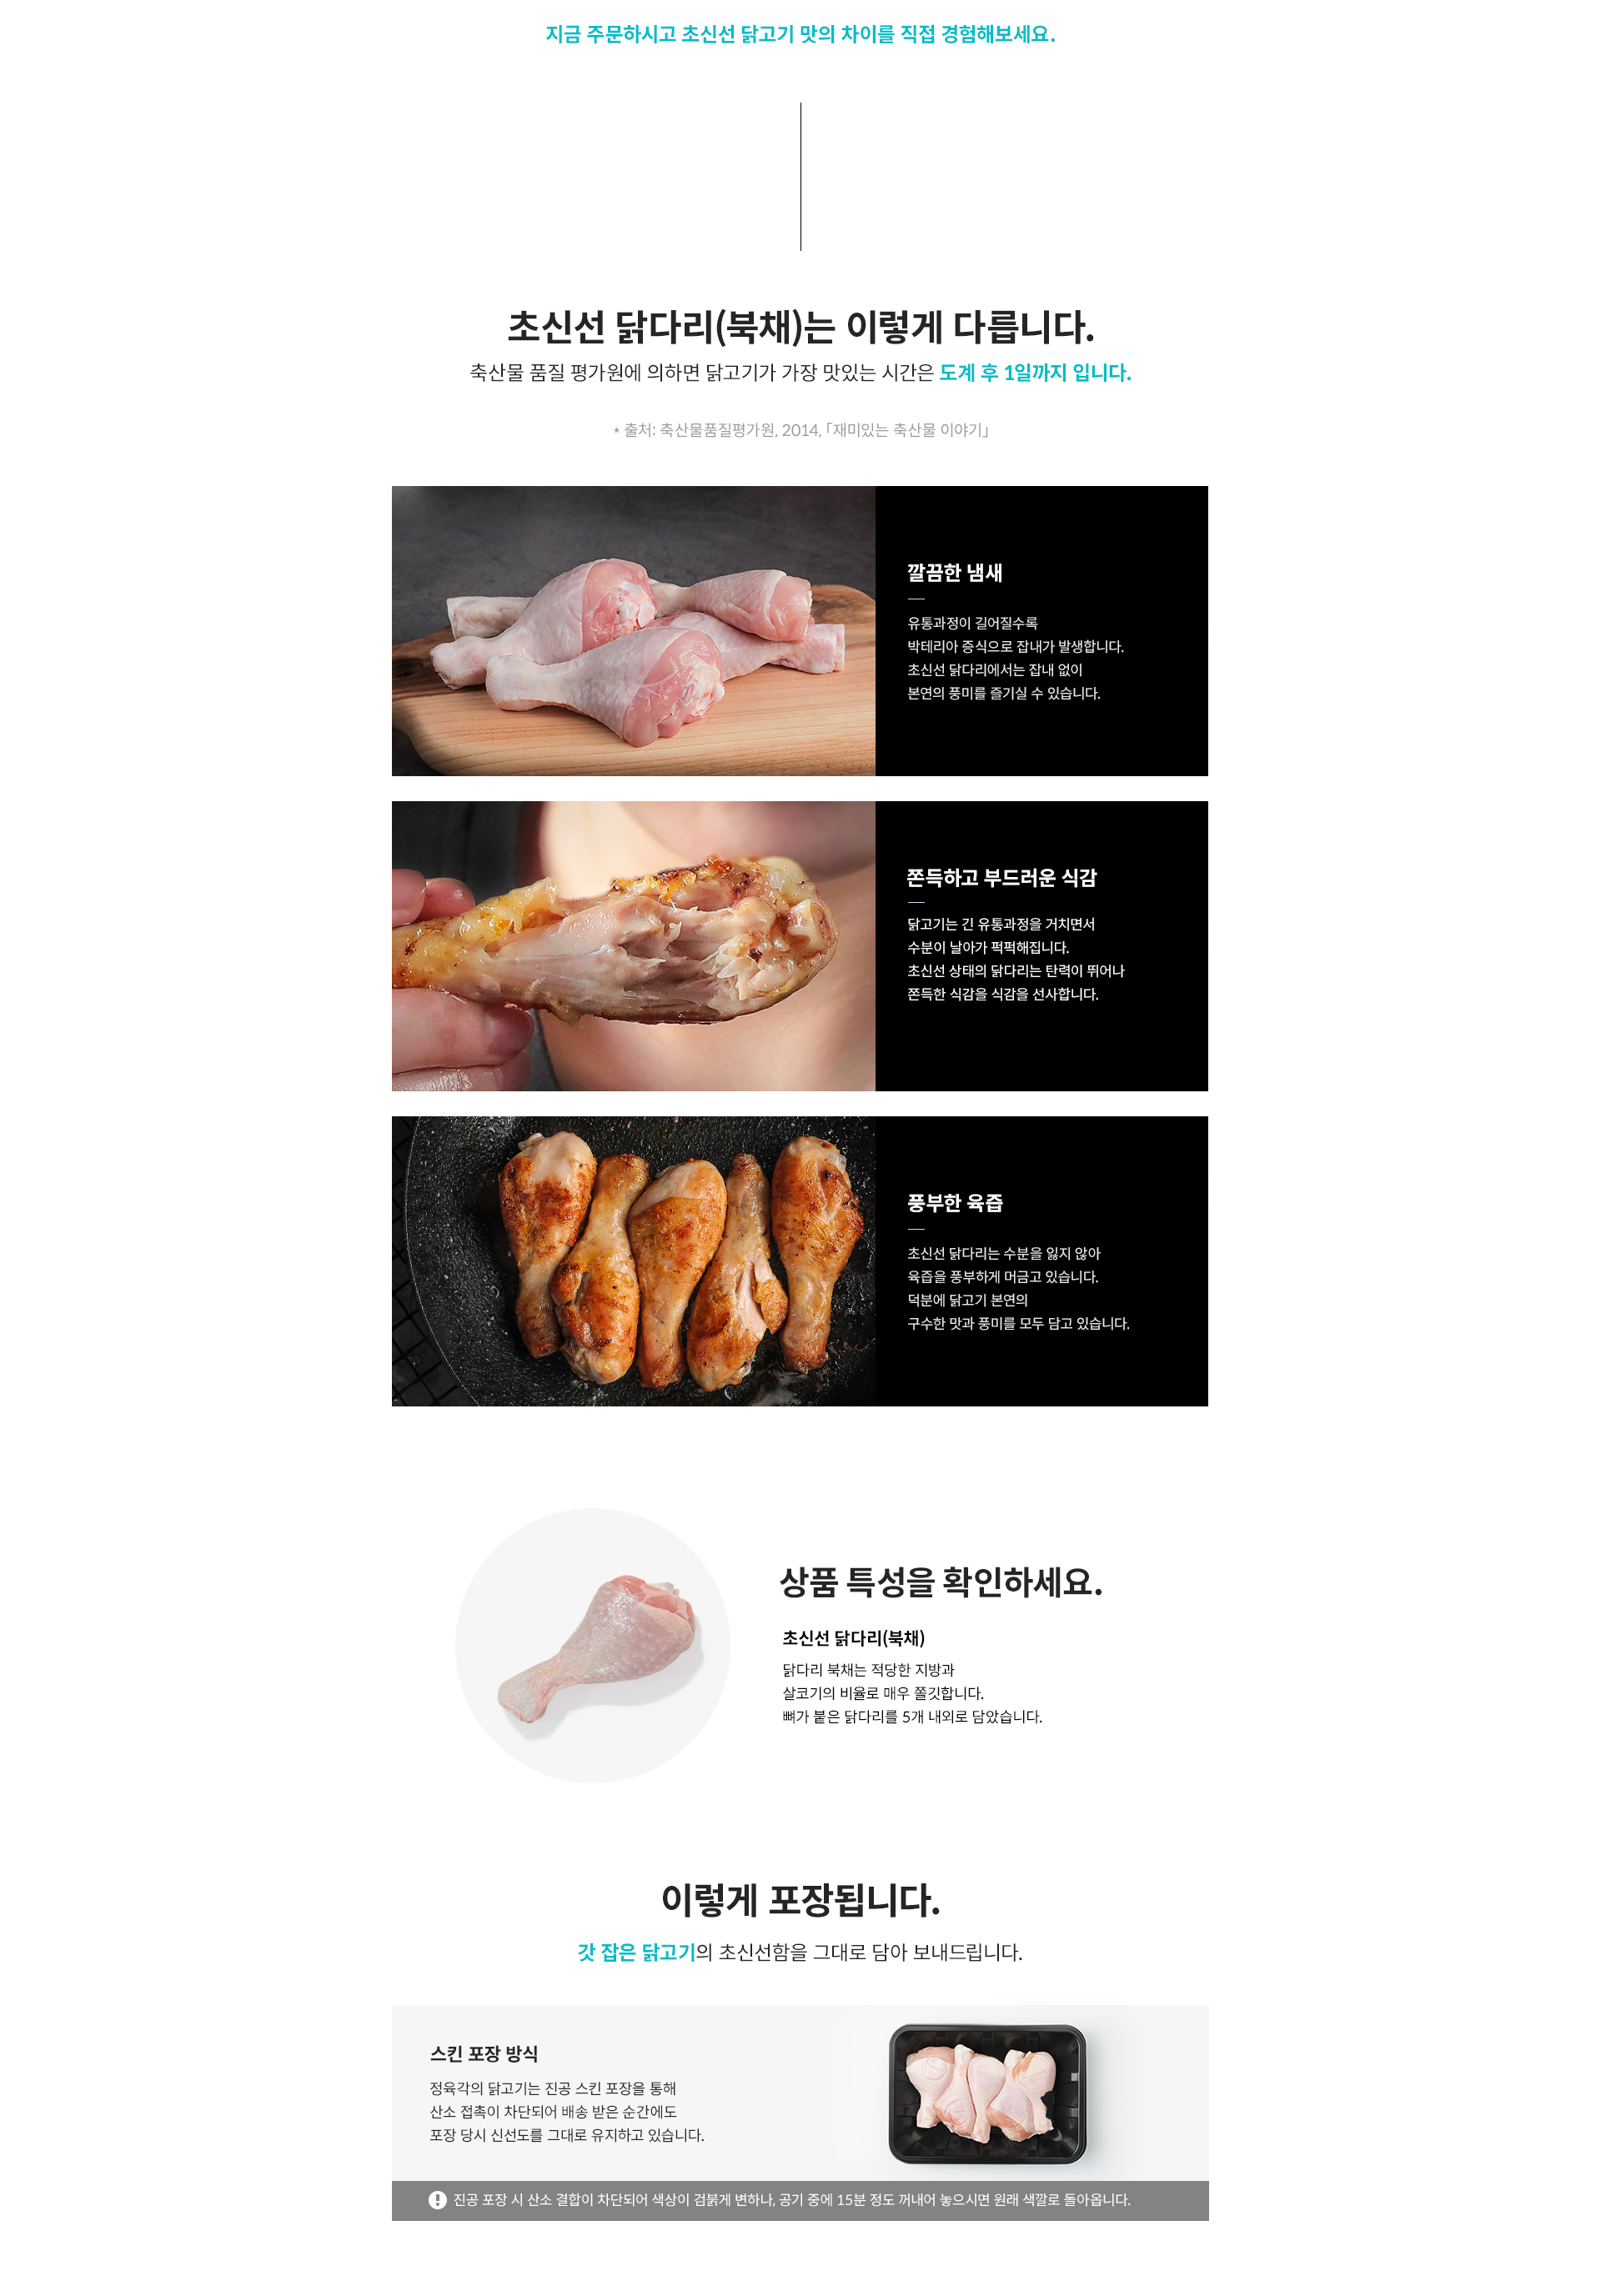 지금 주문하시고 초신선 닭고기 맛의 차이를 직접 경험해보세요.
초신선 닭다리(북채)는 이렇게 다릅니다.
축산물 품질 평가원에 의하면 닭고기가 가장 맛있는 시간은 도계 후 1일까지 입니다.
* 출처: 축산물품질평가원, 2014, 「재미있는 축산물 이야기」
깔끔한 냄새
유통과정이 길어질수록
박테리아 증식으로 잡내가 발생합니다.
초신선 닭다리에서는 잡내 없이
본연의 풍미를 즐기실 수 있습니다.
쫀득하고 부드러운 식감
닭고기는 긴 유통과정을 거치면서
수분이 날아가 퍽퍽해집니다.
초신선 상태의 닭다리는 탄력이 뛰어나
쫀득한 식감을 식감을 선사합니다.
풍부한 육즙
초신선 닭다리는 수분을 잃지 않아
육즙을 풍부하게 머금고 있습니다.
덕분에 닭고기 본연의
구수한 맛과 풍미를 모두 담고 있습니다.
상품 특성을 확인하세요.
초신선 닭다리(북채)
닭다리 북채는 적당한 지방과
살코기의 비율로 매우 쫄깃합니다.
뼈가 붙은 닭다리를 5개 내외로 담았습니다.
이렇게 포장됩니다.
갓 잡은 닭고기의 초신선함을 그대로 담아 보내드립니다.
스킨 포장 방식
정육각의 닭고기는 진공 스킨 포장을 통해
산소 접촉이 차단되어 배송 받은 순간에도
포장 당시 신선도를 그대로 유지하고 있습니다.
진공 포장 시 산소 결합이 차단되어 색상이 검붉게 변하나, 공기 중에 15분 정도 꺼내어 놓으시면 원래 색깔로 돌아옵니다.